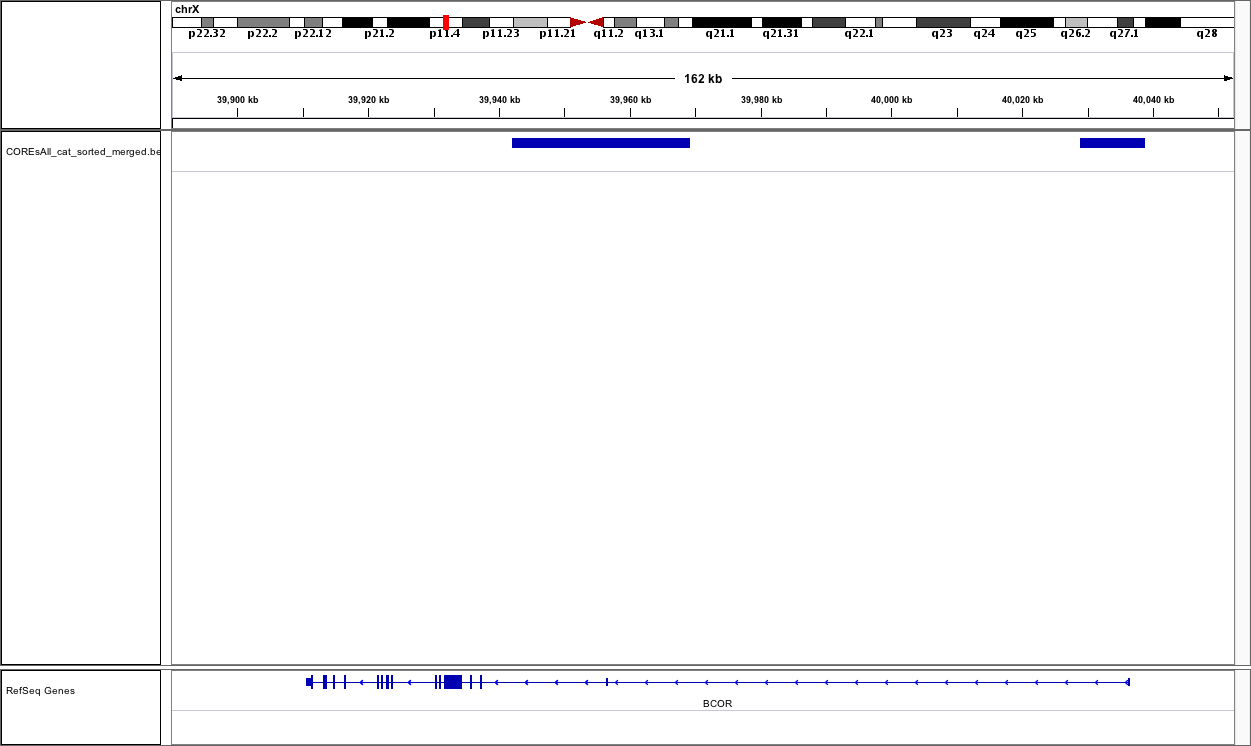 chrX
p22.32 p22.2 p22.12 p21.2 p11.4 p11.23 p11.21 q11.2 q13.1 q21.1 q21.31 q22.1 q23 q24 q25 q26.2 q27.1 q28
162 kb
39,900 kb 39,920 kb 39,940 kb 39,960 kb 39,980 kb 40,000 kb 40,020 kb 40,040 kb
COREsAll_cat_sorted_merged.be
RefSeq Genes
BCOR